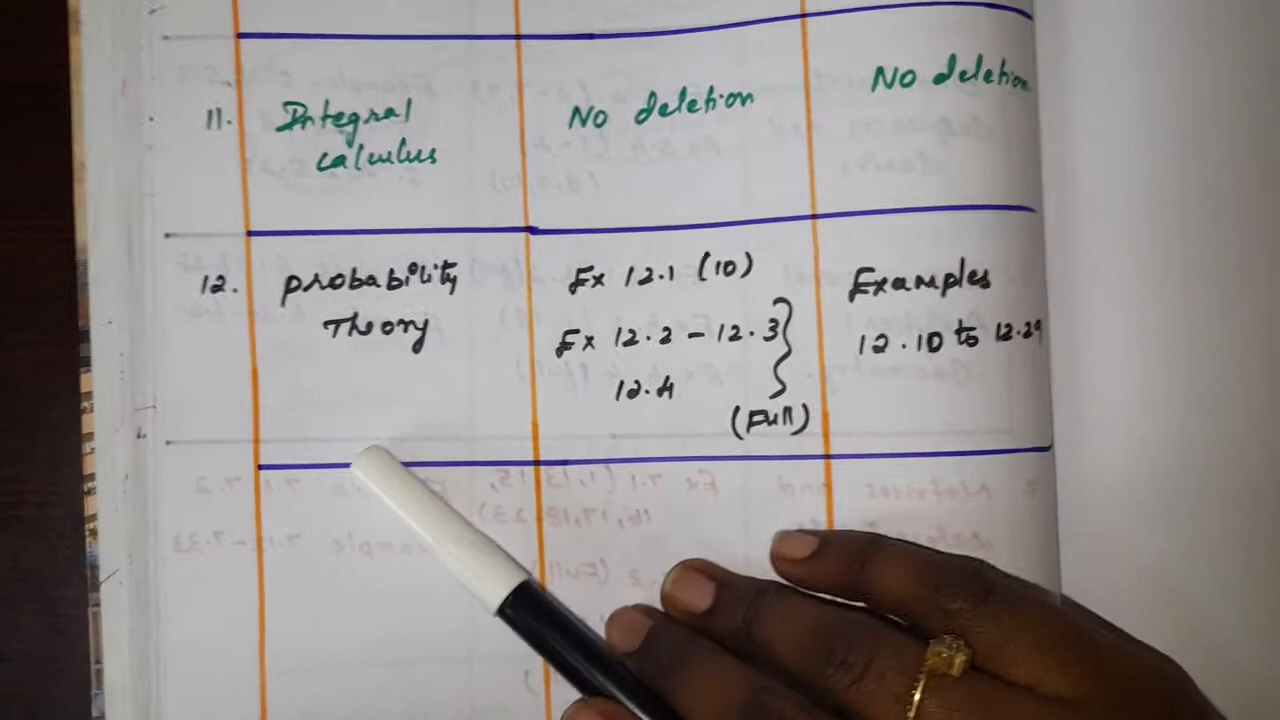 11. Integral calculus
No deletion
No deletion
12. probability Theory
Ex 12.1 (10)
Ex 12.2 - 12.3
12.4
(Full)
Examples
12.10 to 12.29